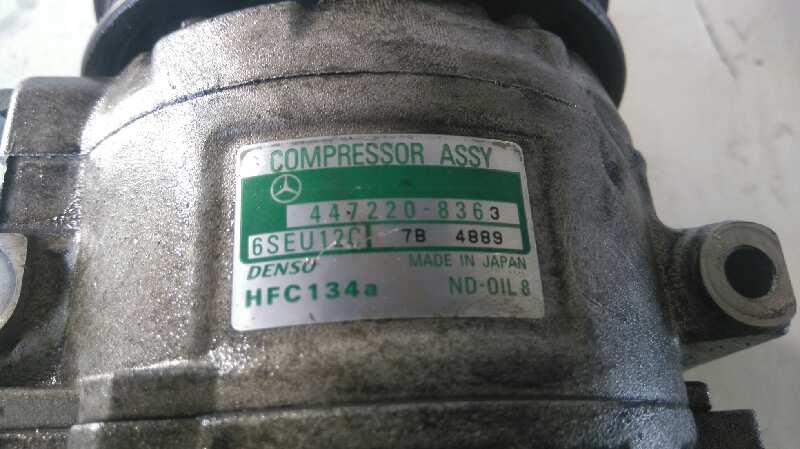 COMPRESSOR ASSY
447220-8363
6SEU12C 7B 4889
DENSO MADE IN JAPAN
HFC134a ND-OIL8